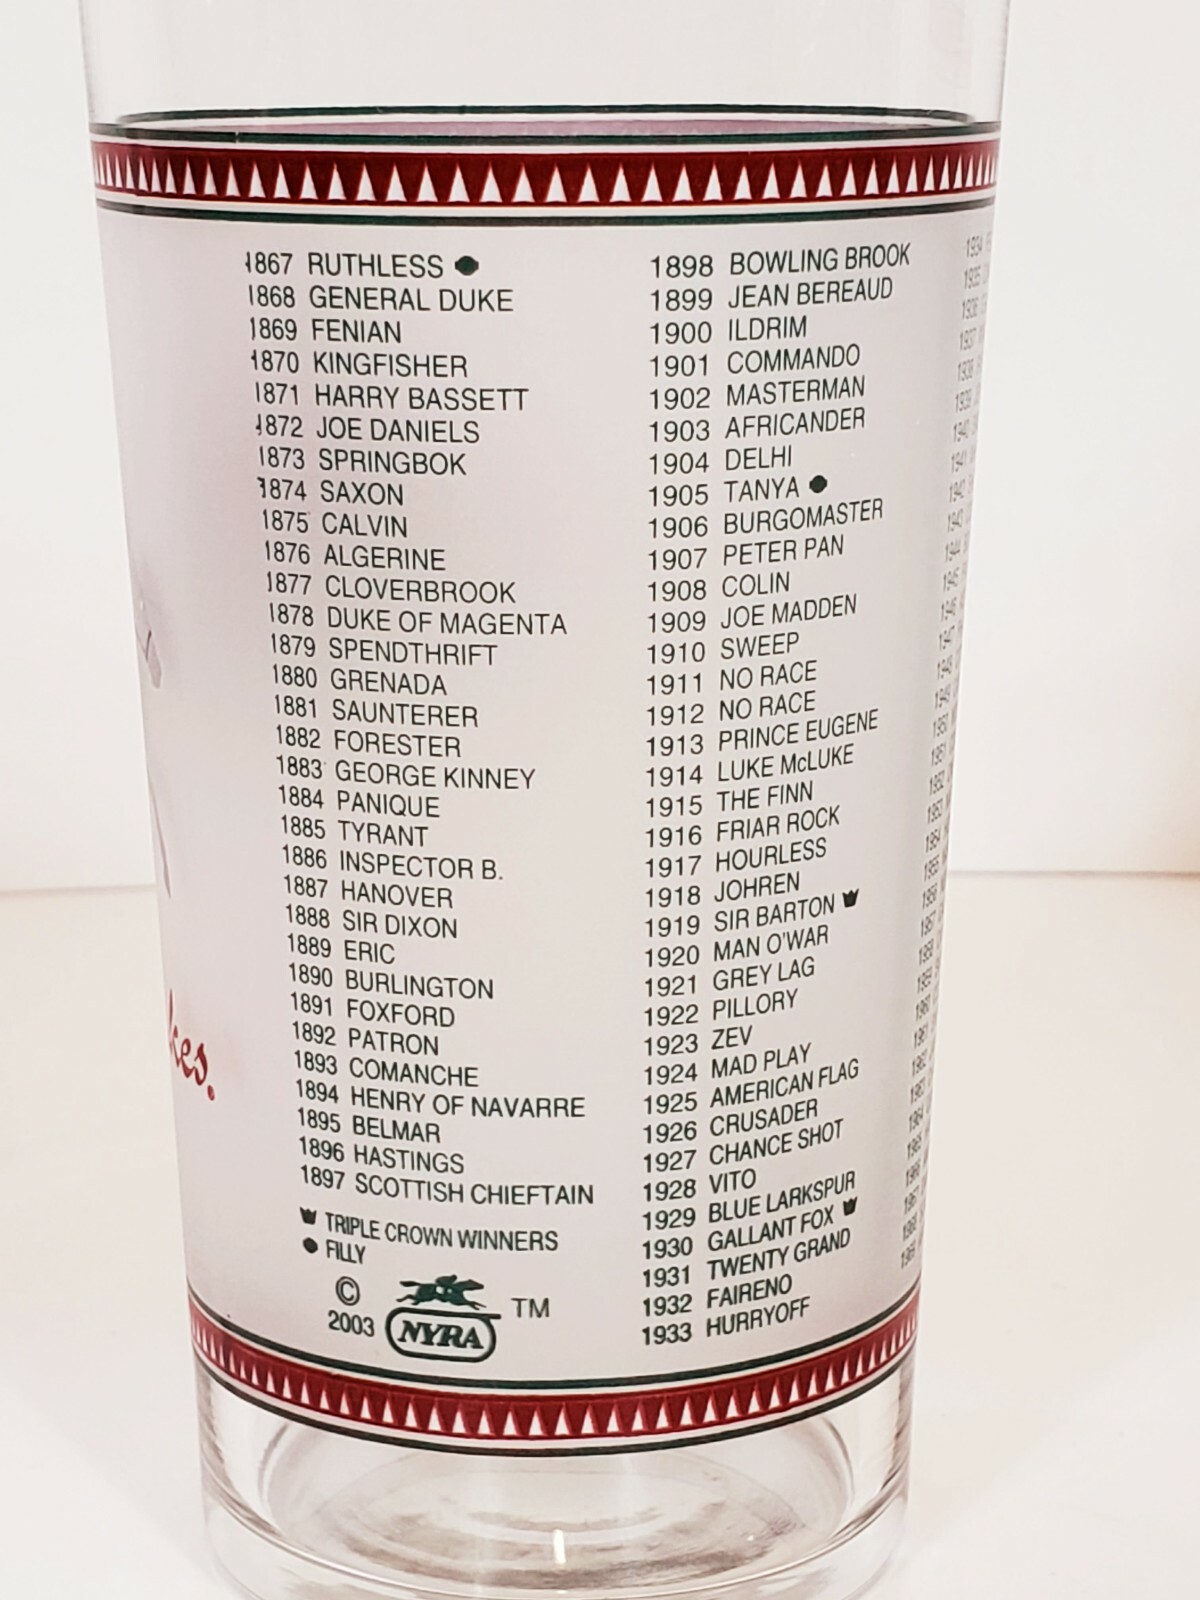 1867 RUTHLESS
1868 GENERAL DUKE
1869 FENIAN
1870 KINGFISHER
1871 HARRY BASSETT
1872 JOE DANIELS
1873 SPRINGBOK
1874 SAXON
1875 CALVIN
1876 ALGERINE
1877 CLOVERBROOK
1878 DUKE OF MAGENTA
1879 SPENDTHRIFT
1880 GRENADA
1881 SAUNTERER
1882 FORESTER
1883 GEORGE KINNEY
1884 PANIQUE
1885 TYRANT
1886 INSPECTOR B.
1887 HANOVER
1888 SIR DIXON
1889 ERIC
1890 BURLINGTON
1891 FOXFORD
1892 PATRON
1893 COMANCHE
1894 HENRY OF NAVARRE
1895 BELMAR
1896 HASTINGS
1897 SCOTTISH CHIEFTAIN
TRIPLE CROWN WINNERS
● FILLY
©
2003 NYRA TM
1898 BOWLING BROOK
1899 JEAN BEREAUD
1900 ILDRIM
1901 COMMANDO
1902 MASTERMAN
1903 AFRICANDER
1904 DELHI
1905 TANYA ●
1906 BURGOMASTER
1907 PETER PAN
1908 COLIN
1909 JOE MADDEN
1910 SWEEP
1911 NO RACE
1912 NO RACE
1913 PRINCE EUGENE
1914 LUKE McLUKE
1915 THE FINN
1916 FRIAR ROCK
1917 HOURLESS
1918 JOHREN
1919 SIR BARTON
1920 MAN O'WAR
1921 GREY LAG
1922 PILLORY
1923 ZEV
1924 MAD PLAY
1925 AMERICAN FLAG
1926 CRUSADER
1927 CHANCE SHOT
1928 VITO
1929 BLUE LARKSPUR
1930 GALLANT FOX
1931 TWENTY GRAND
1932 FAIRENO
1933 HURRYOFF